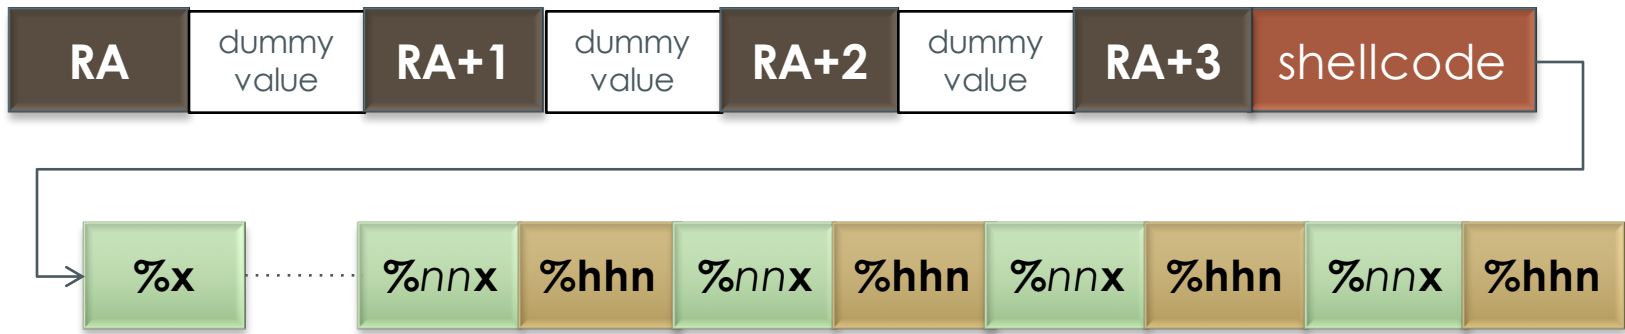 RA dummy value RA+1 dummy value RA+2 dummy value RA+3 shellcode
%x %nnx %hhn %nnx %hhn %nnx %hhn %nnx %hhn